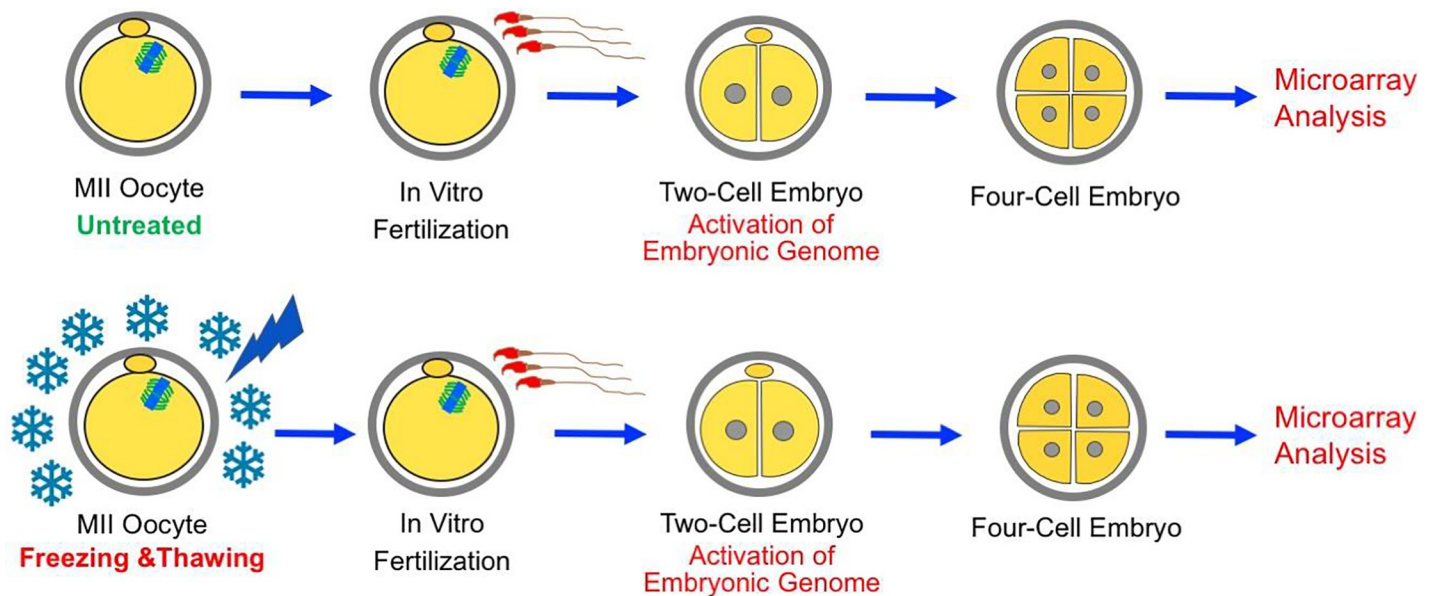 MII Oocyte
Untreated
In Vitro
Fertilization
Two-Cell Embryo
Activation of
Embryonic Genome
Four-Cell Embryo
Microarray
Analysis
MII Oocyte
Freezing &Thawing
In Vitro
Fertilization
Two-Cell Embryo
Activation of
Embryonic Genome
Four-Cell Embryo
Microarray
Analysis